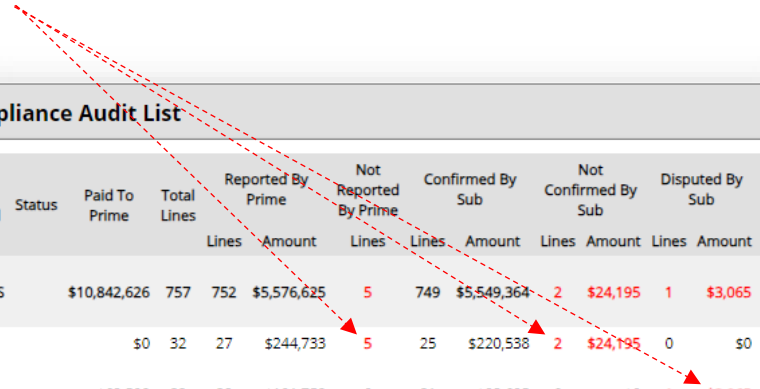 pliance Audit List
Status Paid To Prime Total Lines Reported By Prime Not Reported By Prime Confirmed By Sub Not Confirmed By Sub Disputed By Sub
Lines Amount Lines Lines Amount Lines Amount Lines Amount
S $10,842,626 757 752 $5,576,625 5 749 $5,549,364 2 $24,195 1 $3,065
$0 32 27 $244,733 5 25 $220,538 2 $24,195 0 $0